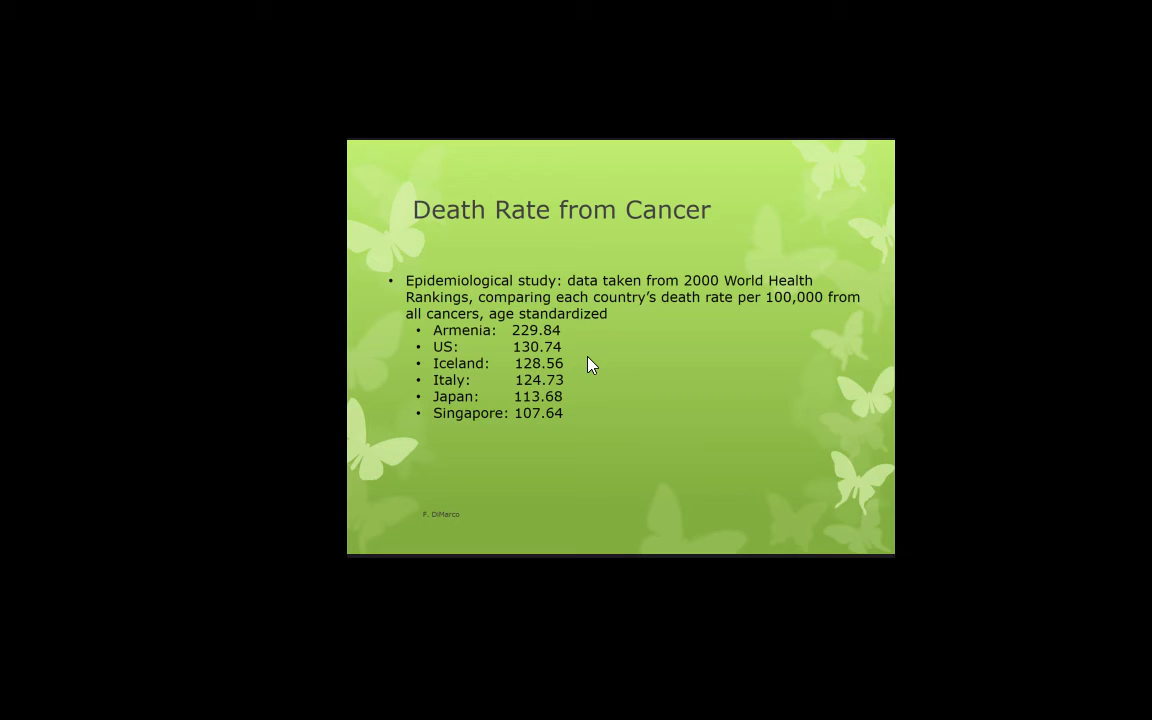 Death Rate from Cancer
• Epidemiological study: data taken from 2000 World Health
Rankings, comparing each country’s death rate per 100,000 from
all cancers, age standardized
• Armenia: 229.84
• US: 130.74
• Iceland: 128.56
• Italy: 124.73
• Japan: 113.68
• Singapore: 107.64
F. DiMarco